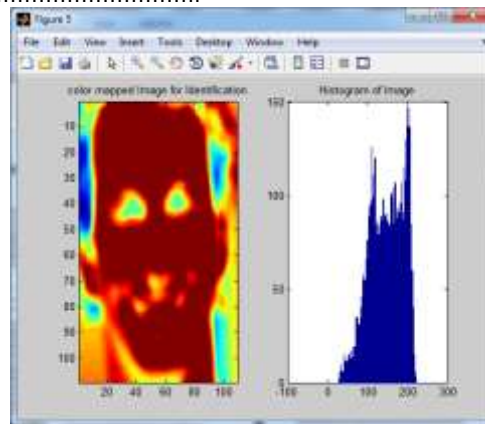 Figure 5
File Edit View Insert Tools Desktop Window Help
color mapped Image for Identification
10
20
30
40
50
60
70
80
90
100
20 40 60 80 100
Histogram of Image
150
100
50
0
-100 0 100 200 300